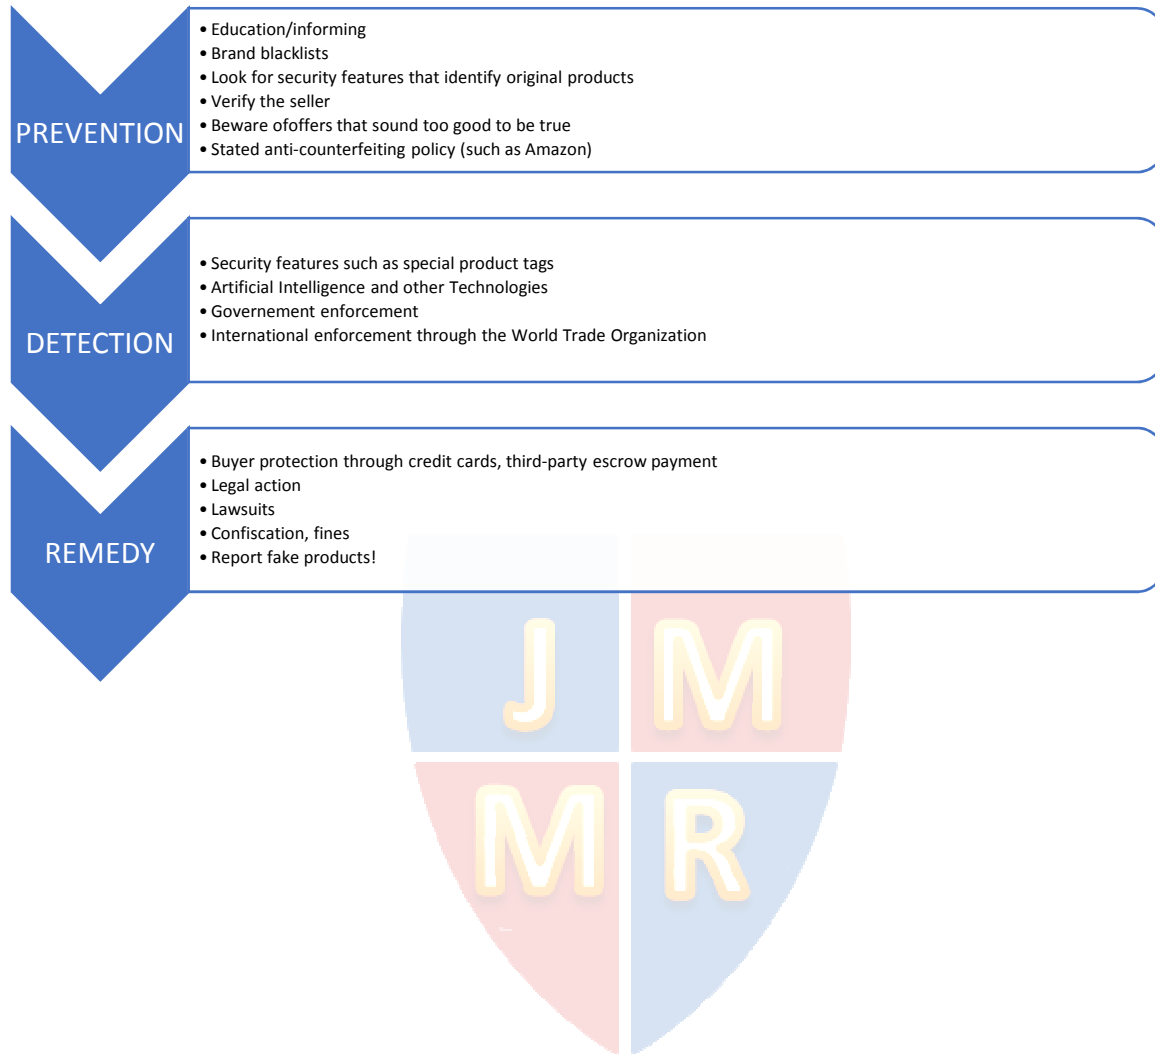 PREVENTION
• Education/informing
• Brand blacklists
• Look for security features that identify original products
• Verify the seller
• Beware ofoffers that sound too good to be true
• Stated anti-counterfeiting policy (such as Amazon)
DETECTION
• Security features such as special product tags
• Artificial Intelligence and other Technologies
• Governement enforcement
• International enforcement through the World Trade Organization
REMEDY
• Buyer protection through credit cards, third-party escrow payment
• Legal action
• Lawsuits
• Confiscation, fines
• Report fake products!
J M
M R